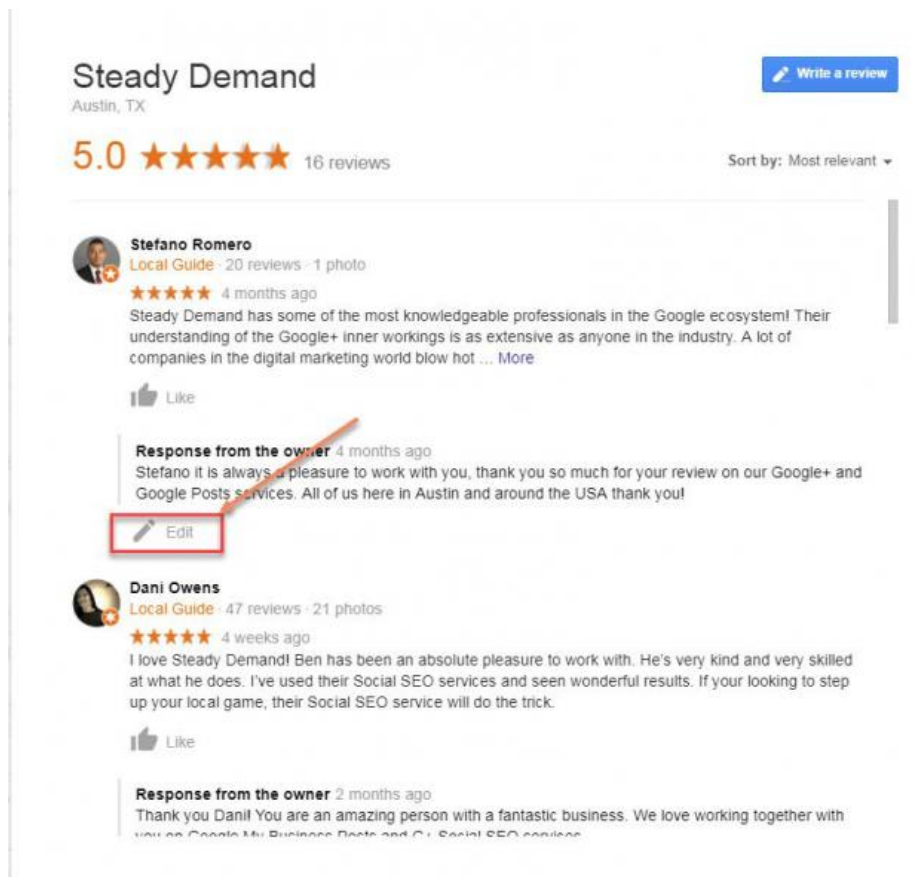 Steady Demand
Write a review
Austin, TX
5.0 16 reviews
Sort by: Most relevant
Stefano Romero
Local Guide · 20 reviews · 1 photo
4 months ago
Steady Demand has some of the most knowledgeable professionals in the Google ecosystem! Their
understanding of the Google+ inner workings is as extensive as anyone in the industry. A lot of
companies in the digital marketing world blow hot ... More
Like
Response from the owner 4 months ago
Stefano it is always a pleasure to work with you, thank you so much for your review on our Google+ and
Google Posts services. All of us here in Austin and around the USA thank you!
Edit
Dani Owens
Local Guide · 47 reviews · 21 photos
4 weeks ago
I love Steady Demand! Ben has been an absolute pleasure to work with. He's very kind and very skilled
at what he does. I've used their Social SEO services and seen wonderful results. If your looking to step
up your local game, their Social SEO service will do the trick.
Like
Response from the owner 2 months ago
Thank you Dani! You are an amazing person with a fantastic business. We love working together with
you on Google My Business Posts and G+ Social SEO services